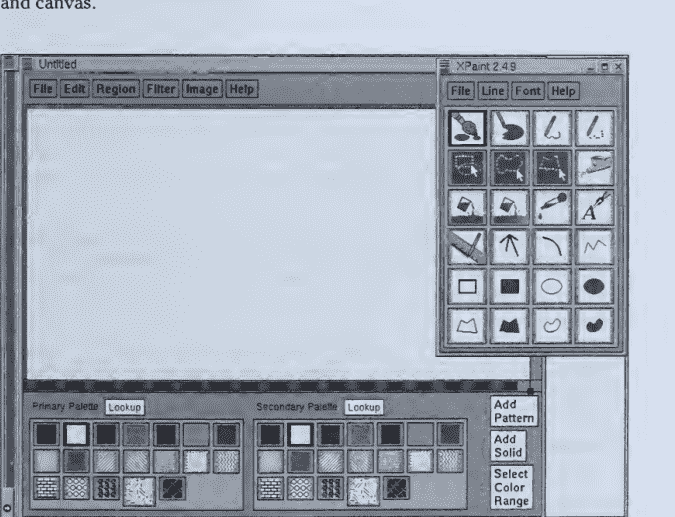 and canvas.
Untitled
File Edit Region Filter Image Help
XPaint 2.4.9
File Line Font Help
A
Primary Palette Lookup
Secondary Palette Lookup
Add
Pattern
Add
Solid
Select
Color
Range